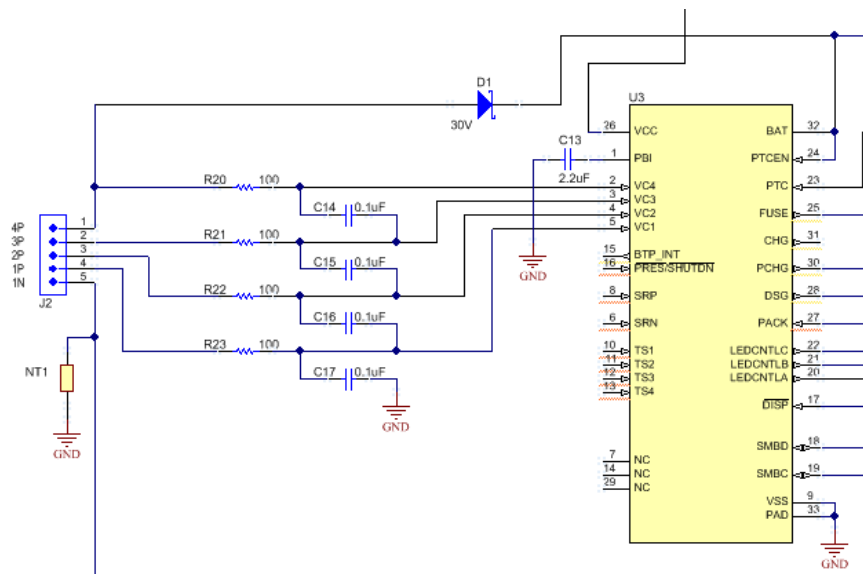 D1
30V
U3
C13
2.2uF
26 VCC
1 PBI
2 VC4
3 VC3
4 VC2
5 VC1
15 BTP_INT
16 PRES/SHUTDN
8 SRP
6 SRN
10 TS1
11 TS2
12 TS3
13 TS4
7 NC
14 NC
29 NC
BAT 32
PTCEN 24
PTC 23
FUSE 25
CHG 31
PCHG 30
DSG 28
PACK 27
LEDCNTLC 22
LEDCNTLB 21
LEDCNTLA 20
DISP 17
SMBD 18
SMBC 19
VSS 9
PAD 33
GND
GND
R20 100
C14 0.1uF
R21 100
C15 0.1uF
R22 100
C16 0.1uF
R23 100
C17 0.1uF
GND
4P 1
3P 2
2P 3
1P 4
1N 5
J2
NT1
GND